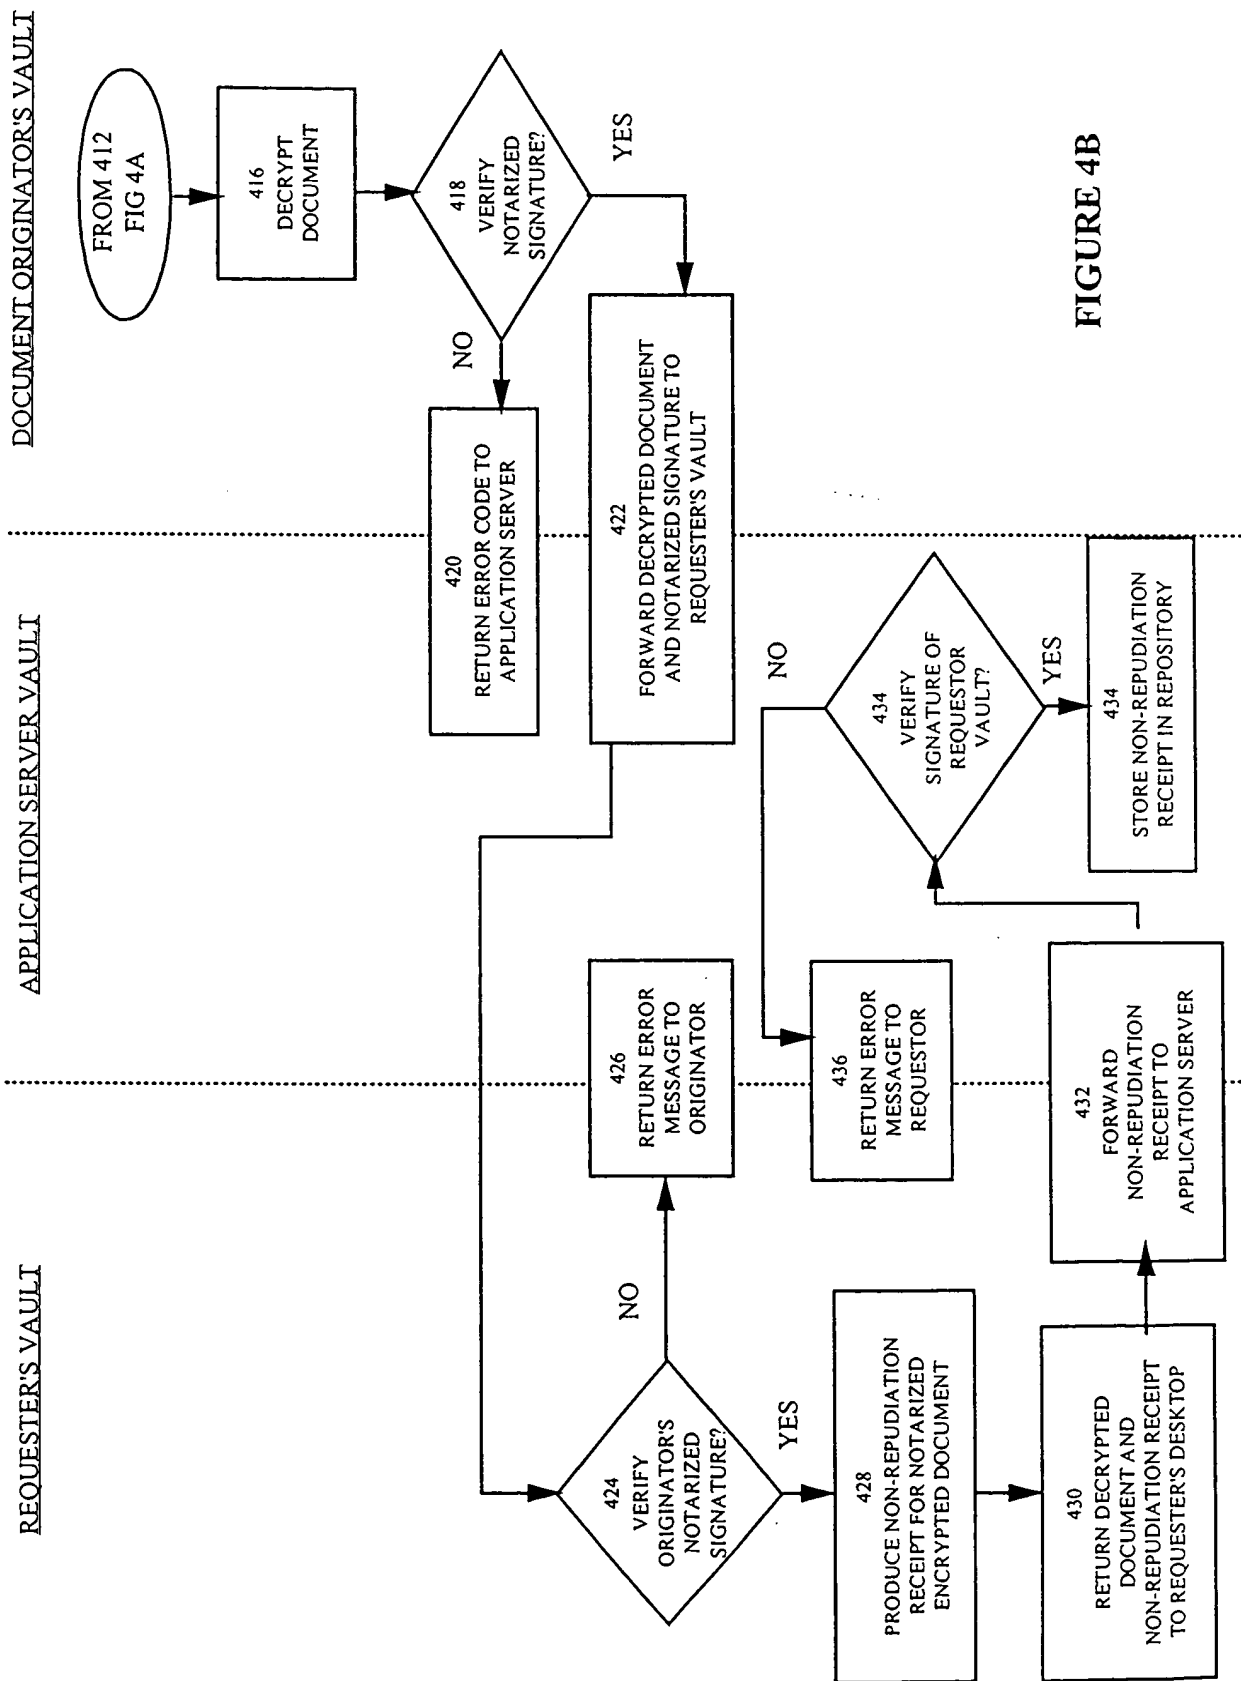 REQUESTER'S VAULT
APPLICATION SERVER VAULT
DOCUMENT ORIGINATOR'S VAULT
FROM 412
FIG 4A
416
DECRYPT
DOCUMENT
418
VERIFY
NOTARIZED
SIGNATURE?
NO
YES
420
RETURN ERROR CODE TO
APPLICATION SERVER
422
FORWARD DECRYPTED DOCUMENT
AND NOTARIZED SIGNATURE TO
REQUESTER'S VAULT
424
VERIFY
ORIGINATOR'S
NOTARIZED
SIGNATURE?
NO
YES
426
RETURN ERROR
MESSAGE TO
ORIGINATOR
428
PRODUCE NON-REPUDIATION
RECEIPT FOR NOTARIZED
ENCRYPTED DOCUMENT
430
RETURN DECRYPTED
DOCUMENT AND
NON-REPUDIATION RECEIPT
TO REQUESTER'S DESKTOP
432
FORWARD
NON-REPUDIATION
RECEIPT TO
APPLICATION SERVER
434
VERIFY
SIGNATURE OF
REQUESTOR
VAULT?
NO
YES
436
RETURN ERROR
MESSAGE TO
REQUESTOR
434
STORE NON-REPUDIATION
RECEIPT IN REPOSITORY
FIGURE 4B